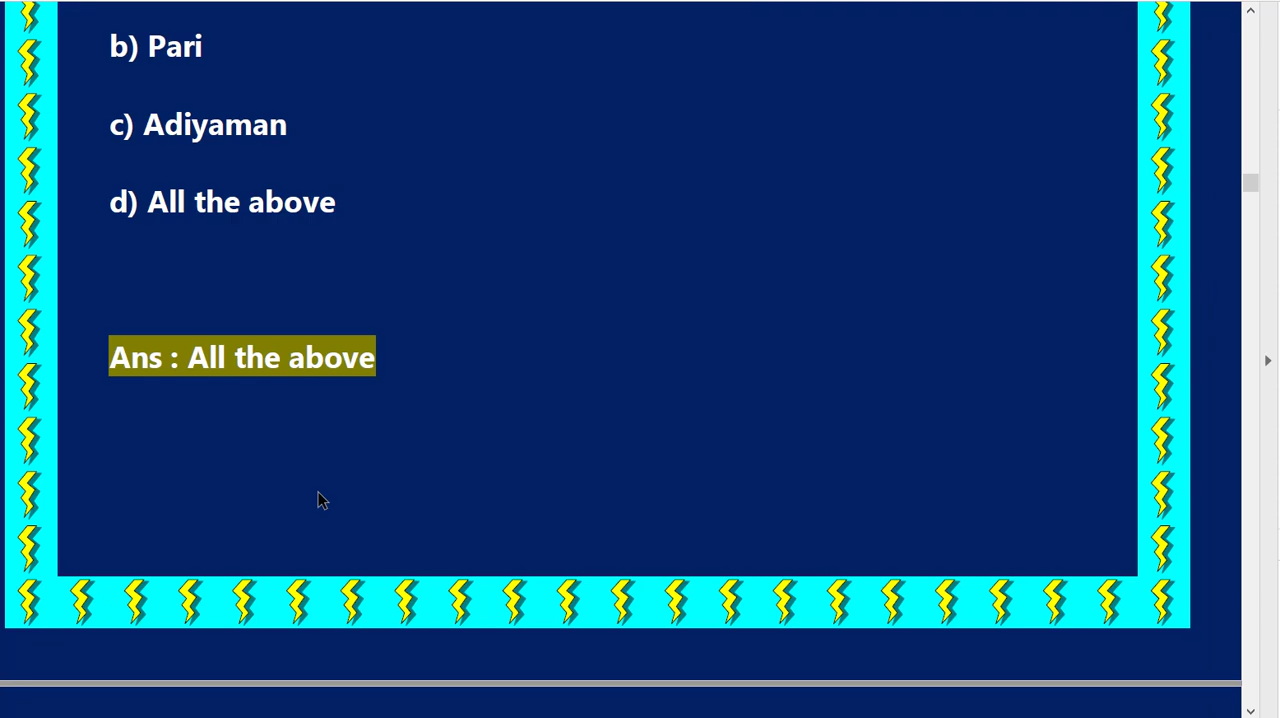 b) Pari
c) Adiyaman
d) All the above
Ans : All the above